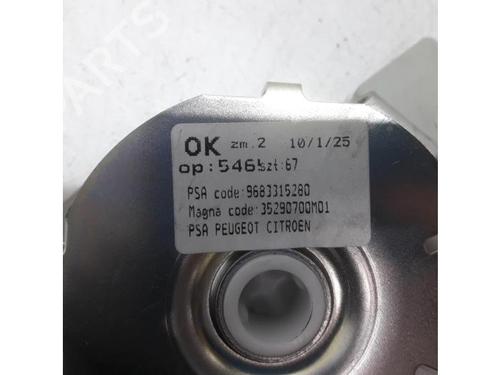 OK zm.2 10/1/25
op:546 szt:67
PSA code:9683315280
Magna code:35290700M01
PSA PEUGEOT CITROEN
PARTS